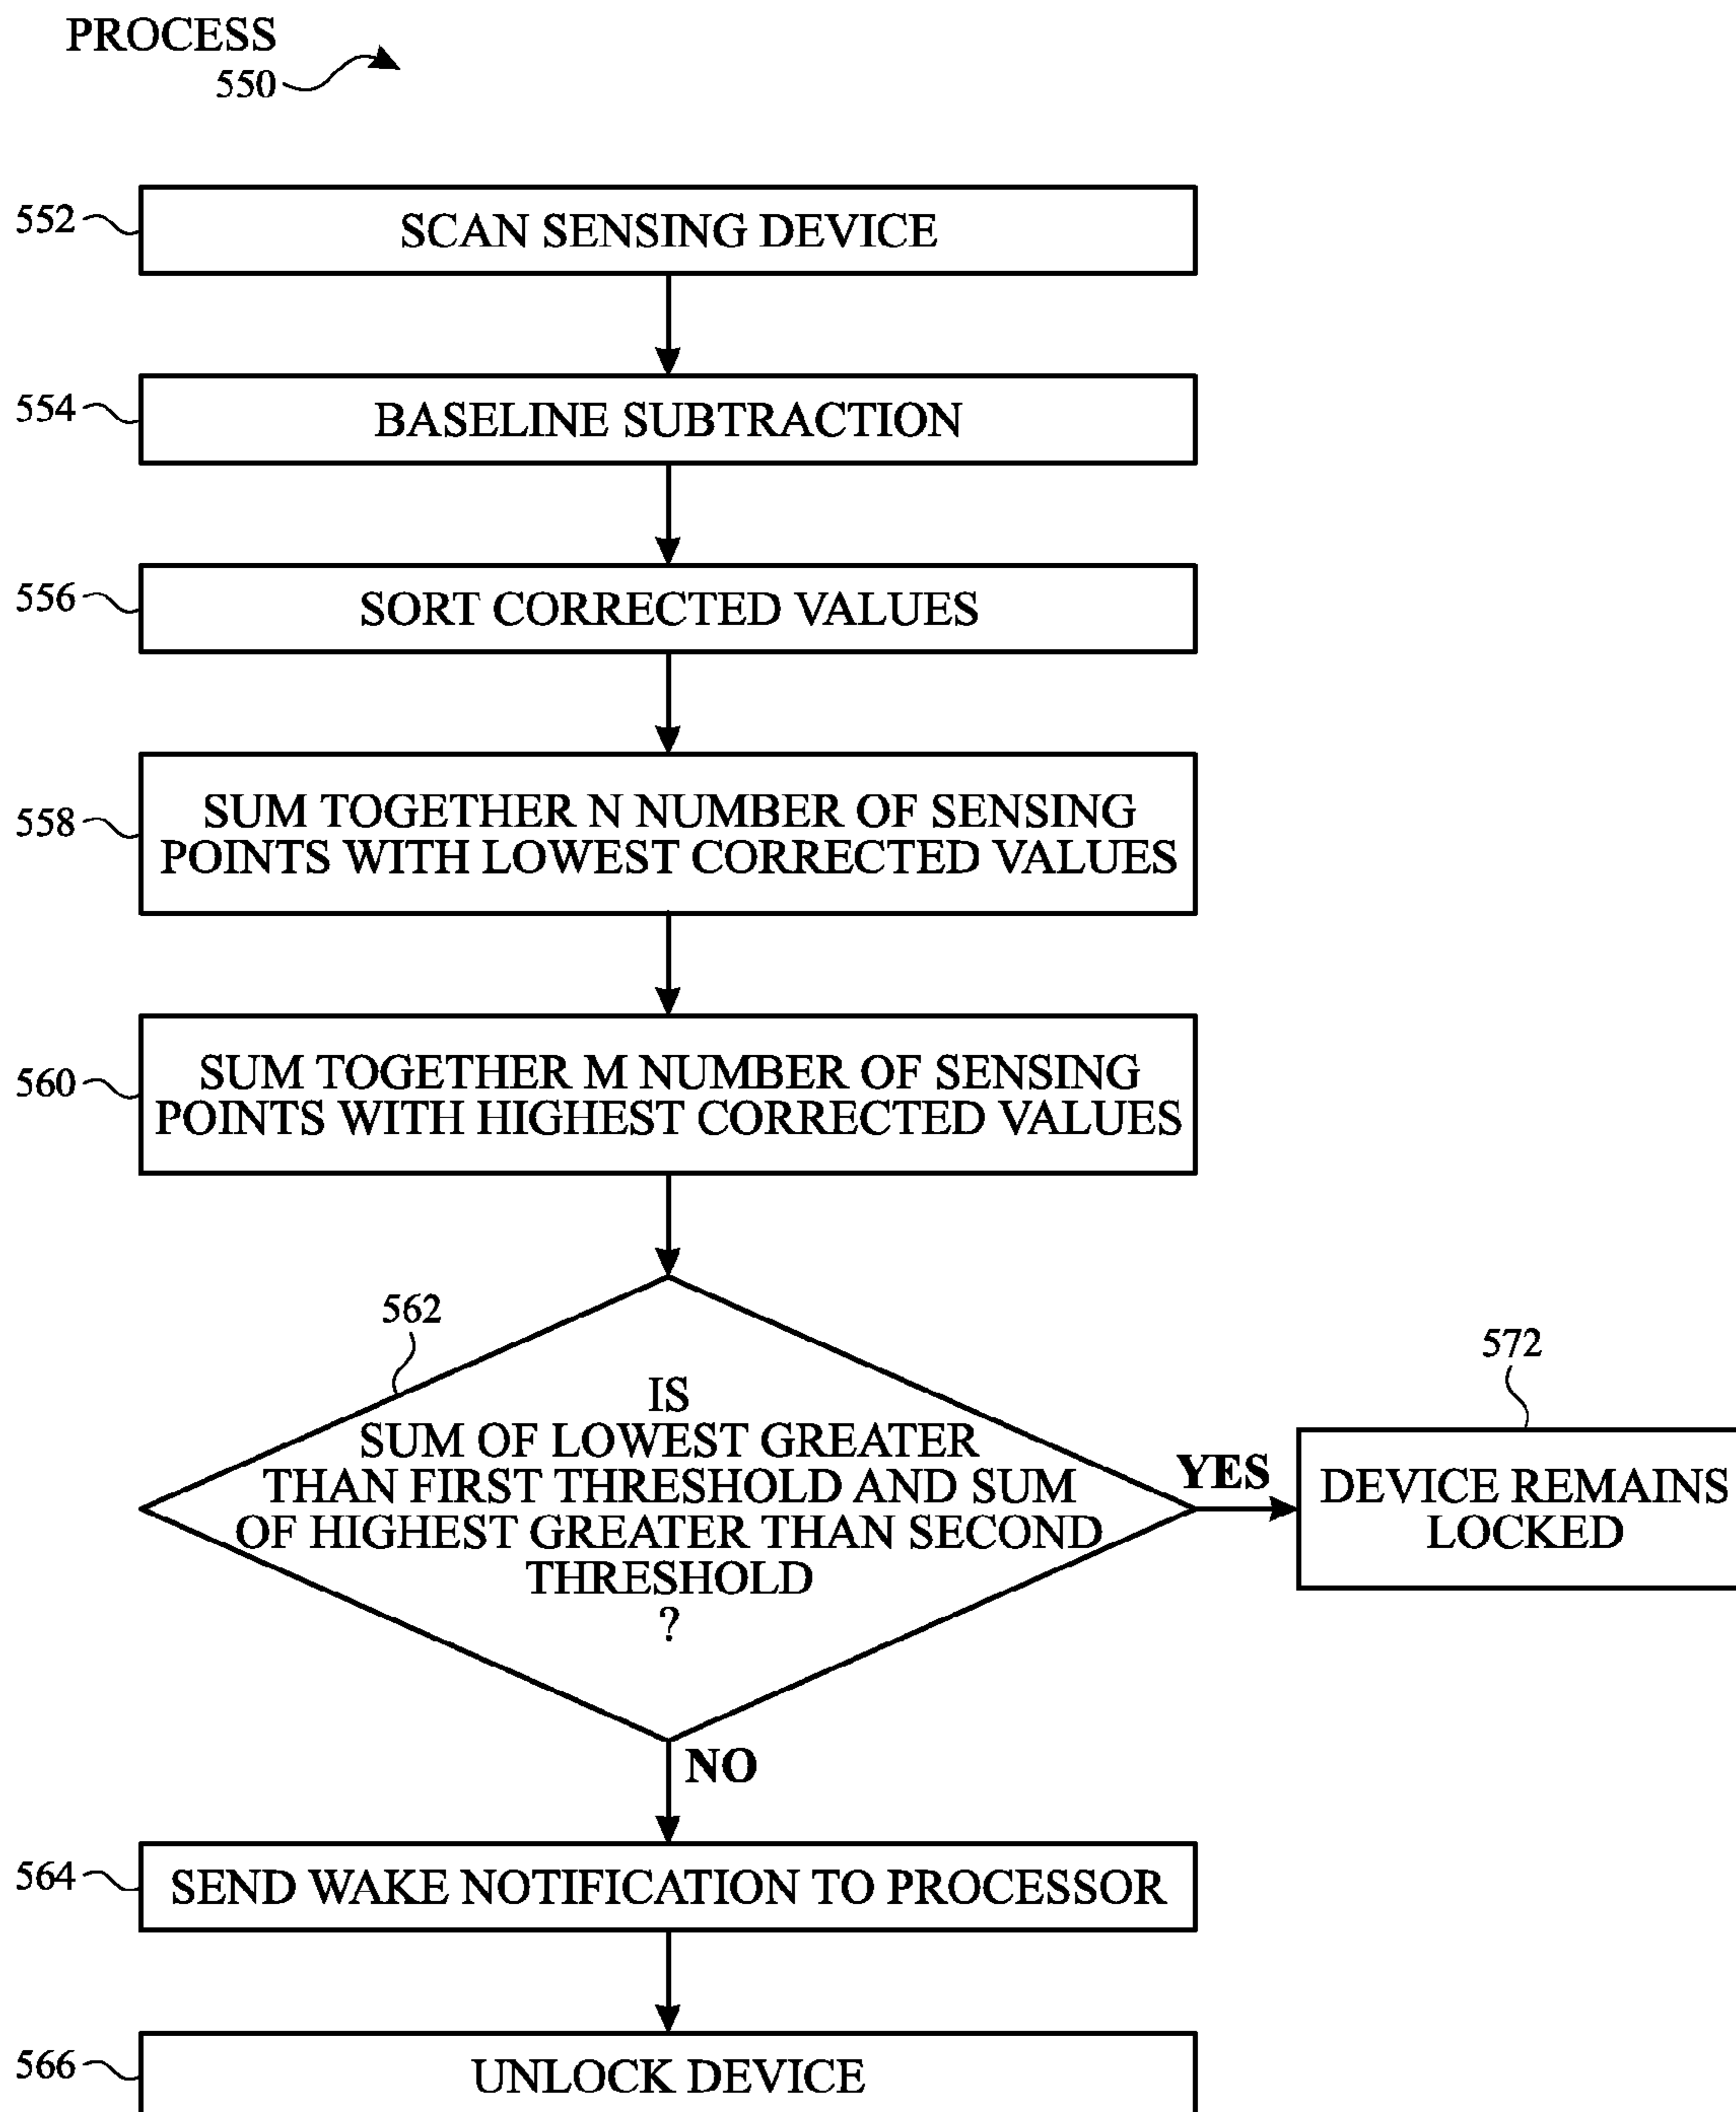 PROCESS
550
552
SCAN SENSING DEVICE
554
BASELINE SUBTRACTION
556
SORT CORRECTED VALUES
558
SUM TOGETHER N NUMBER OF SENSING
POINTS WITH LOWEST CORRECTED VALUES
560
SUM TOGETHER M NUMBER OF SENSING
POINTS WITH HIGHEST CORRECTED VALUES
562
IS
SUM OF LOWEST GREATER
THAN FIRST THRESHOLD AND SUM
OF HIGHEST GREATER THAN SECOND
THRESHOLD
?
YES
572
DEVICE REMAINS
LOCKED
NO
564
SEND WAKE NOTIFICATION TO PROCESSOR
566
UNLOCK DEVICE